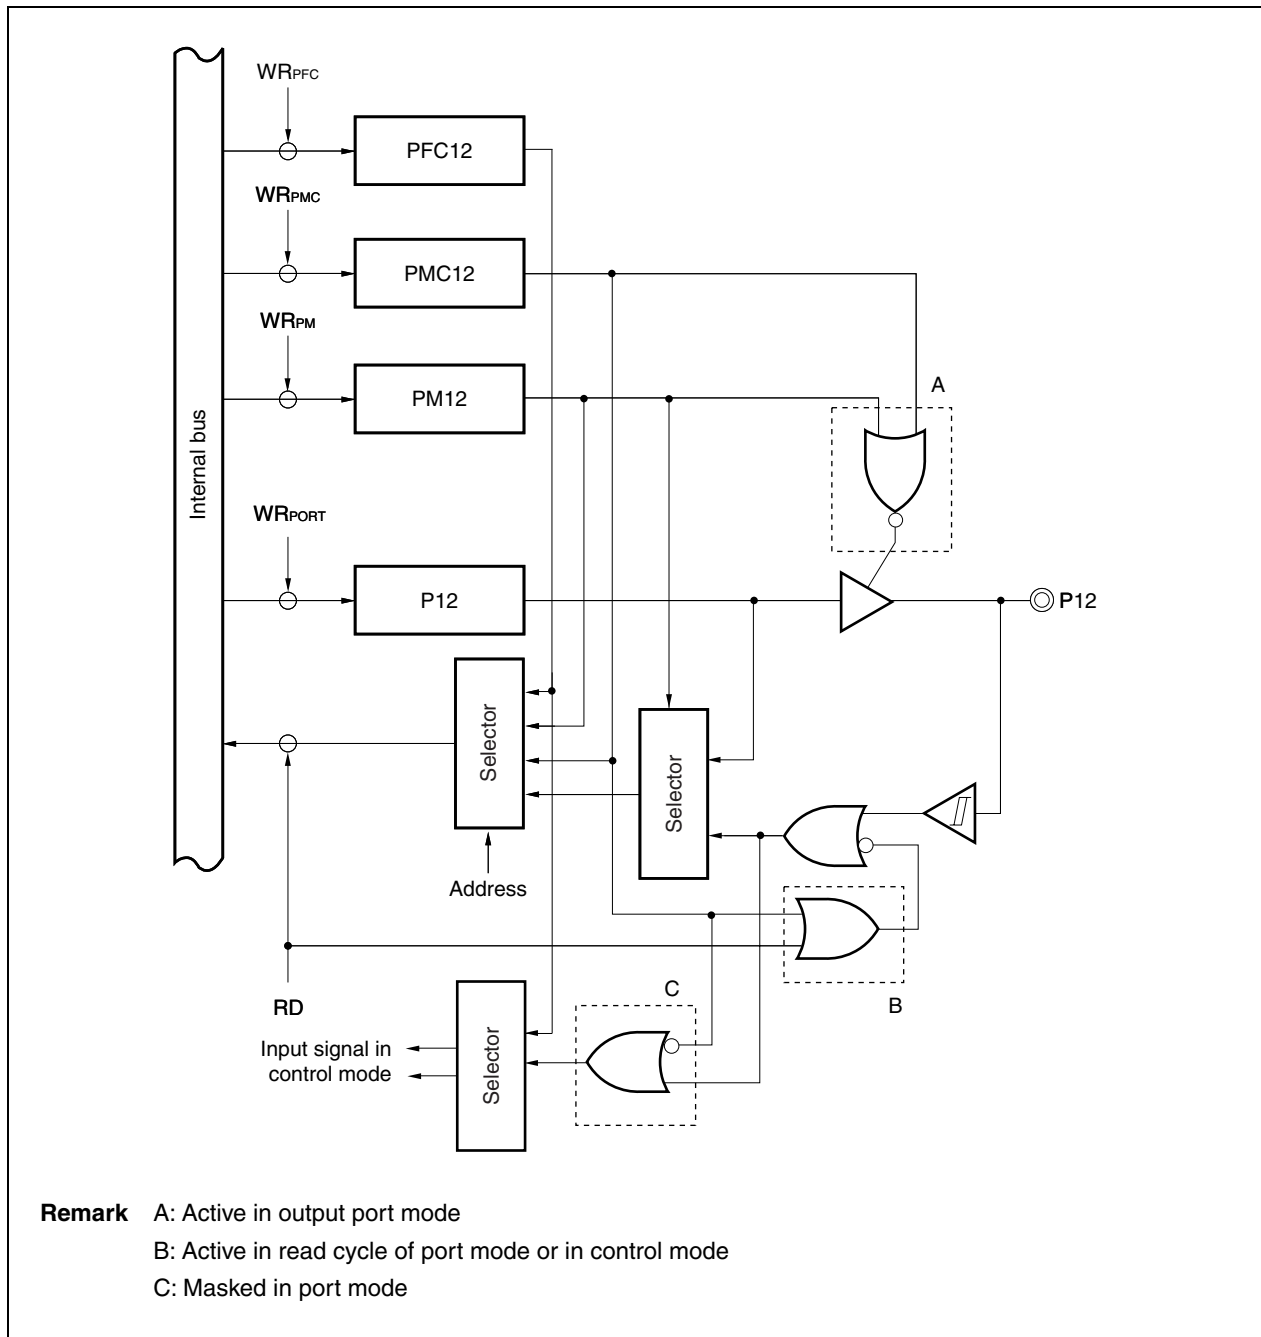 WRPFC
PFC12
WRPMC
PMC12
WRPM
PM12
A
Internal bus
WRPORT
P12
P12
Selector
Selector
Address
RD
B
C
Selector
Input signal in
control mode
Remark A: Active in output port mode
B: Active in read cycle of port mode or in control mode
C: Masked in port mode